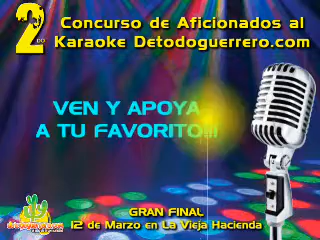 2do Concurso de Aficionados al
Karaoke Detodoguerrero.com
VEN Y APOYA
A TU FAVORITO...!
GRAN FINAL
12 de Marzo en La Vieja Hacienda